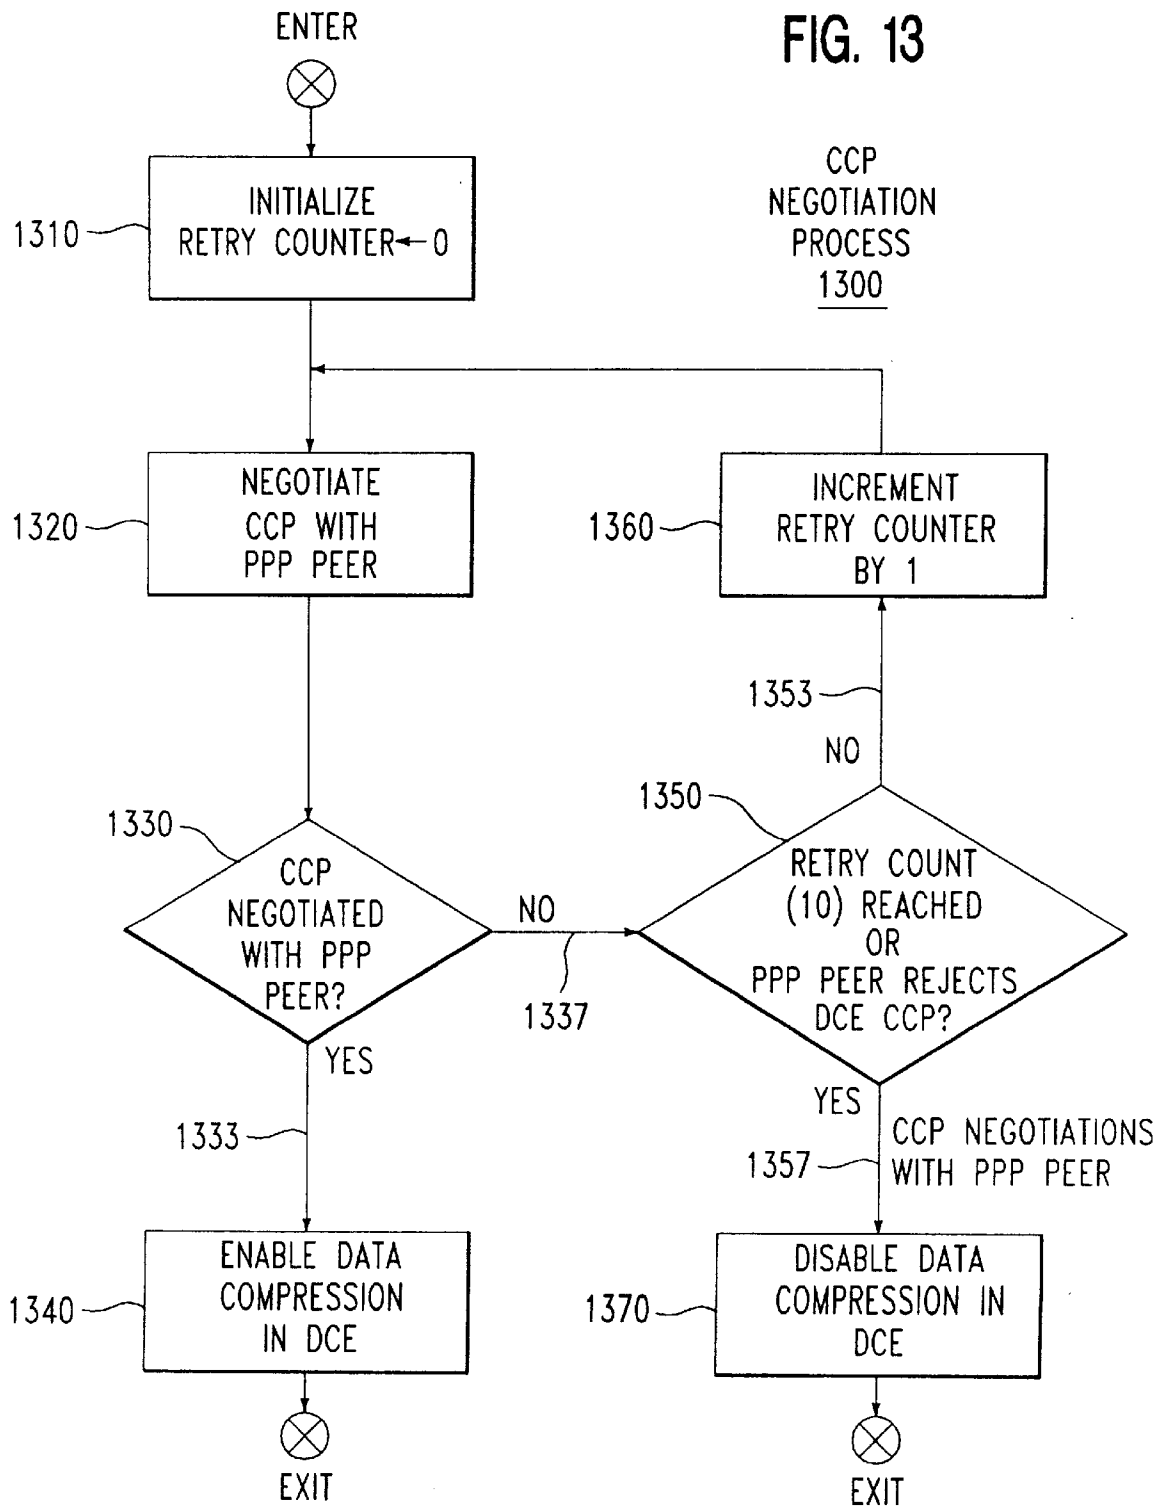 ENTER
FIG. 13
CCP
NEGOTIATION
PROCESS
1300
INITIALIZE
RETRY COUNTER←0
1310
NEGOTIATE
CCP WITH
PPP PEER
1320
INCREMENT
RETRY COUNTER
BY 1
1360
1353
NO
1330
CCP
NEGOTIATED
WITH PPP
PEER?
NO
1337
1350
RETRY COUNT
(10) REACHED
OR
PPP PEER REJECTS
DCE CCP?
YES
1333
YES
1357
CCP NEGOTIATIONS
WITH PPP PEER
ENABLE DATA
COMPRESSION
IN DCE
1340
DISABLE DATA
COMPRESSION IN
DCE
1370
EXIT
EXIT